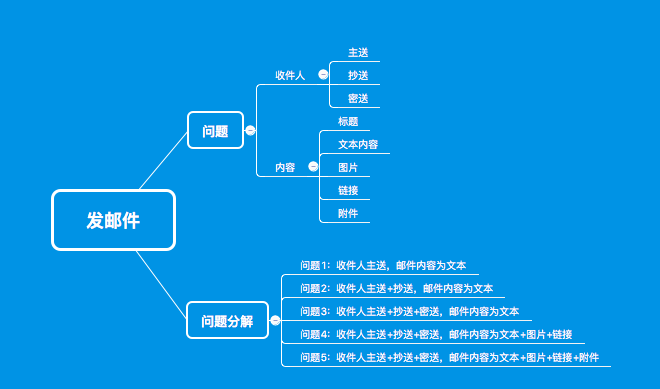 发邮件
问题
收件人
主送
抄送
密送
内容
标题
文本内容
图片
链接
附件
问题分解
问题1：收件人主送，邮件内容为文本
问题2：收件人主送+抄送，邮件内容为文本
问题3：收件人主送+抄送+密送，邮件内容为文本
问题4：收件人主送+抄送+密送，邮件内容为文本+图片+链接
问题5：收件人主送+抄送+密送，邮件内容为文本+图片+链接+附件